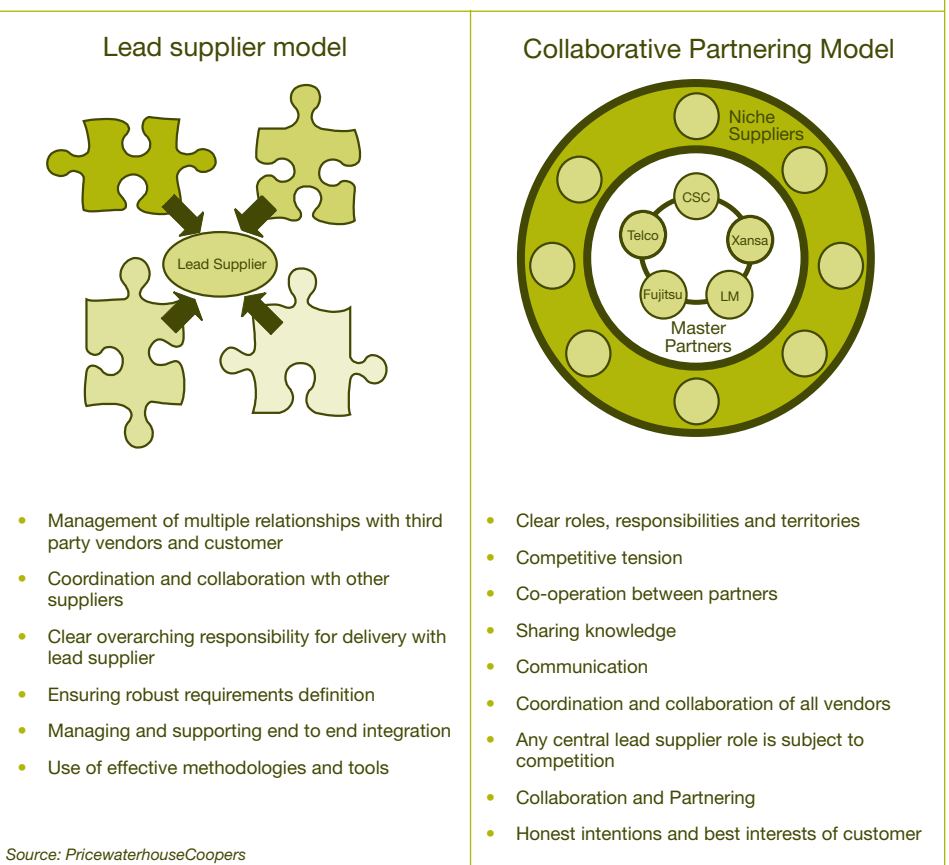 Lead supplier model
Lead Supplier
• Management of multiple relationships with third
party vendors and customer
• Coordination and collaboration wth other
suppliers
• Clear overarching responsibility for delivery with
lead supplier
• Ensuring robust requirements definition
• Managing and supporting end to end integration
• Use of effective methodologies and tools
Source: PricewaterhouseCoopers
Collaborative Partnering Model
Niche
Suppliers
CSC
Telco
Xansa
Fujitsu
LM
Master
Partners
• Clear roles, responsibilities and territories
• Competitive tension
• Co-operation between partners
• Sharing knowledge
• Communication
• Coordination and collaboration of all vendors
• Any central lead supplier role is subject to
competition
• Collaboration and Partnering
• Honest intentions and best interests of customer